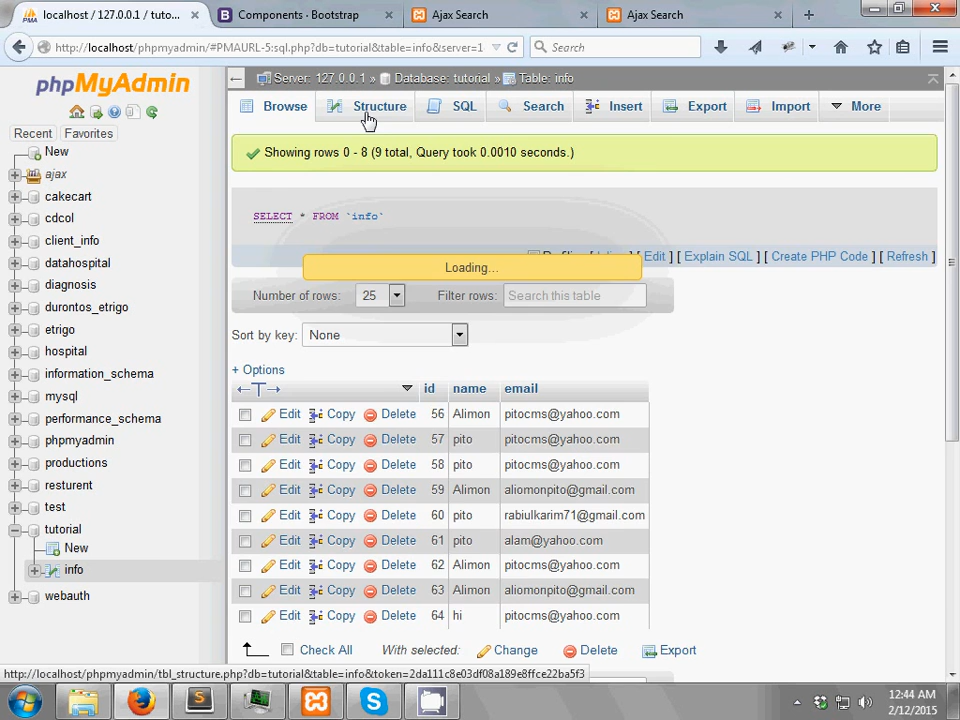 localhost / 127.0.0.1 / tuto...
Components · Bootstrap
Ajax Search
Ajax Search
http://localhost/phpmyadmin/#PMAURL-5:sql.php?db=tutorial&table=info&server=1
Search
phpMyAdmin
Recent Favorites
New
ajax
cakecart
cdcol
client_info
datahospital
diagnosis
durontos_etrigo
etrigo
hospital
information_schema
mysql
performance_schema
phpmyadmin
productions
resturent
test
tutorial
New
info
webauth
Server: 127.0.0.1 » Database: tutorial » Table: info
Browse Structure SQL Search Insert Export Import More
Showing rows 0 - 8 (9 total, Query took 0.0010 seconds.)
SELECT * FROM `info`
[ Edit ] [ Explain SQL ] [ Create PHP Code ] [ Refresh ]
Loading...
Number of rows: 25 Filter rows: Search this table
Sort by key: None
+ Options
←T→ id name email
Edit Copy Delete 56 Alimon pitocms@yahoo.com
Edit Copy Delete 57 pito pitocms@yahoo.com
Edit Copy Delete 58 pito pitocms@yahoo.com
Edit Copy Delete 59 Alimon aliomonpito@gmail.com
Edit Copy Delete 60 pito rabiulkarim71@gmail.com
Edit Copy Delete 61 pito alam@yahoo.com
Edit Copy Delete 62 Alimon pitocms@yahoo.com
Edit Copy Delete 63 Alimon aliomonpito@gmail.com
Edit Copy Delete 64 hi pitocms@yahoo.com
Check All With selected: Change Delete Export
http://localhost/phpmyadmin/tbl_structure.php?db=tutorial&table=info&token=2da111c8e03df08a189e8ffce22ba5f3
12:44 AM
2/12/2015